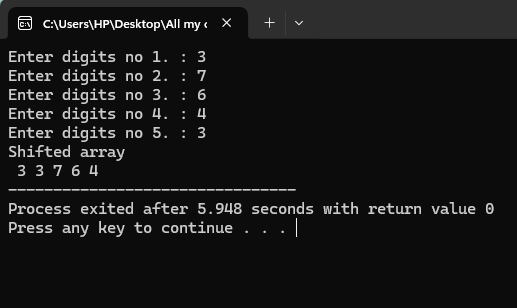 C:\Users\HP\Desktop\All my c
Enter digits no 1. : 3
Enter digits no 2. : 7
Enter digits no 3. : 6
Enter digits no 4. : 4
Enter digits no 5. : 3
Shifted array
 3 3 7 6 4
--------------------------------
Process exited after 5.948 seconds with return value 0
Press any key to continue . . .